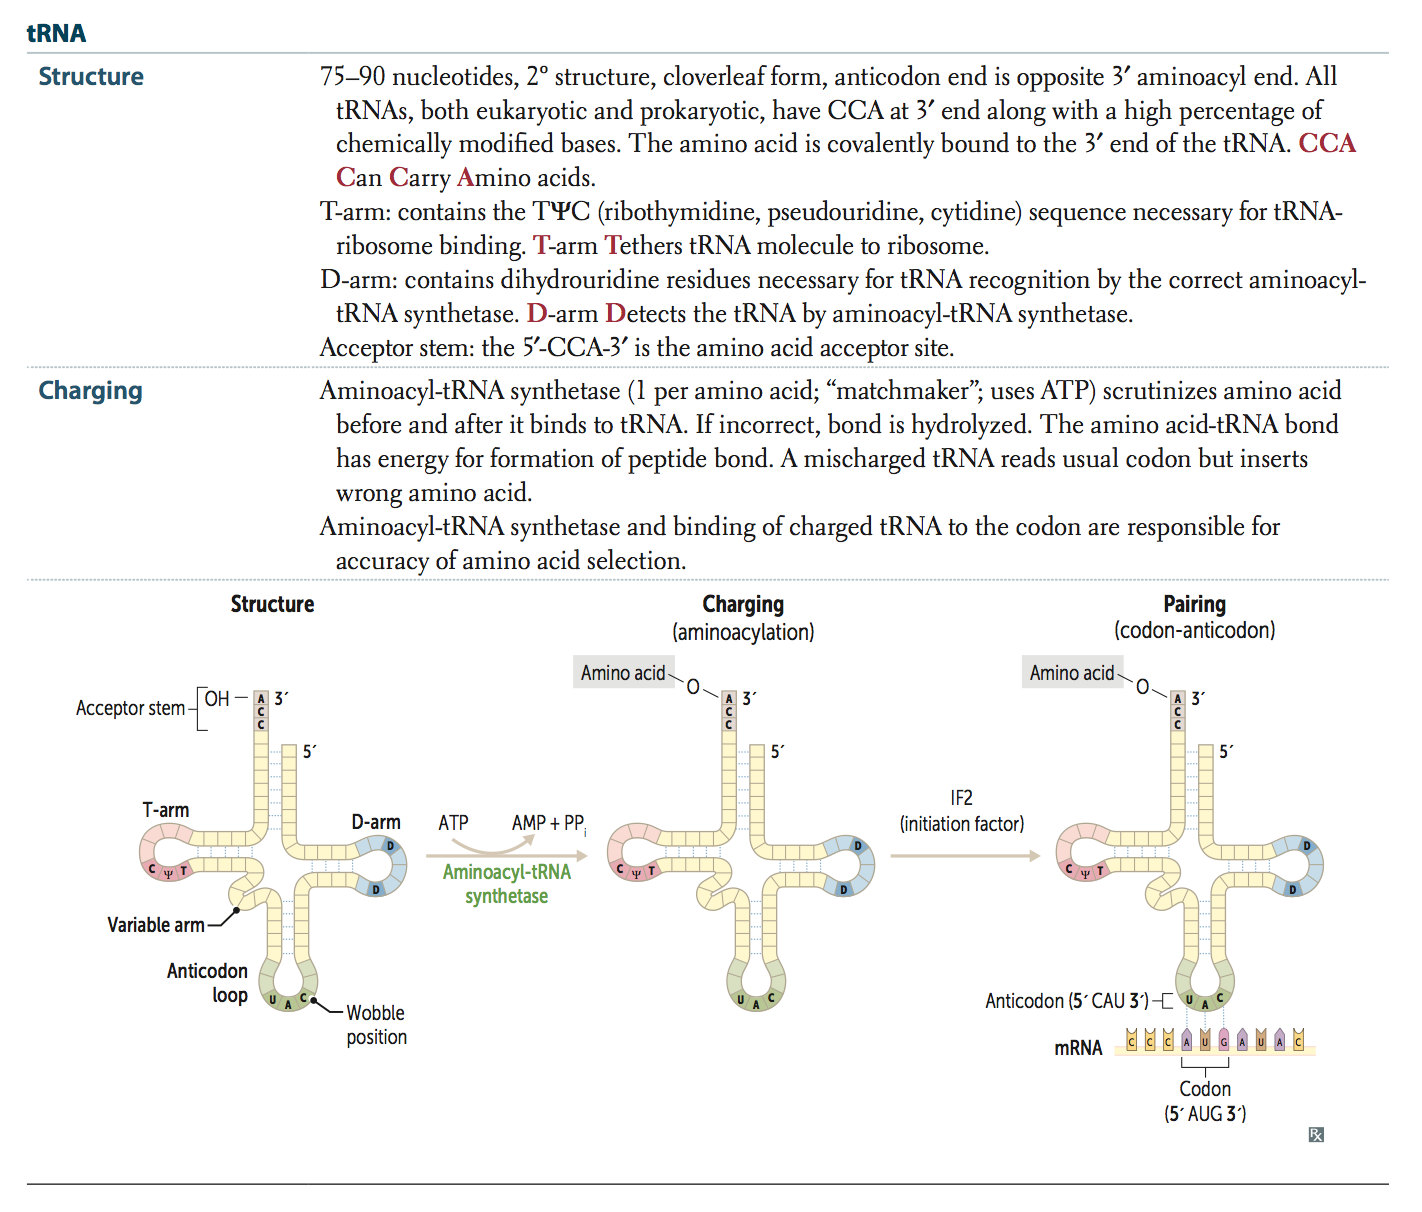 tRNA
Structure
75–90 nucleotides, 2° structure, cloverleaf form, anticodon end is opposite 3′ aminoacyl end. All
tRNAs, both eukaryotic and prokaryotic, have CCA at 3′ end along with a high percentage of
chemically modified bases. The amino acid is covalently bound to the 3′ end of the tRNA. CCA
Can Carry Amino acids.
T-arm: contains the TΨC (ribothymidine, pseudouridine, cytidine) sequence necessary for tRNA-
ribosome binding. T-arm Tethers tRNA molecule to ribosome.
D-arm: contains dihydrouridine residues necessary for tRNA recognition by the correct aminoacyl-
tRNA synthetase. D-arm Detects the tRNA by aminoacyl-tRNA synthetase.
Acceptor stem: the 5′-CCA-3′ is the amino acid acceptor site.
Charging
Aminoacyl-tRNA synthetase (1 per amino acid; “matchmaker”; uses ATP) scrutinizes amino acid
before and after it binds to tRNA. If incorrect, bond is hydrolyzed. The amino acid-tRNA bond
has energy for formation of peptide bond. A mischarged tRNA reads usual codon but inserts
wrong amino acid.
Aminoacyl-tRNA synthetase and binding of charged tRNA to the codon are responsible for
accuracy of amino acid selection.
Structure
Acceptor stem
OH
A
C
C
3′
5′
T-arm
D-arm
C Ψ T
D
D
Variable arm
Anticodon
loop
U A C
Wobble
position
ATP
AMP + PPi
Aminoacyl-tRNA
synthetase
Charging
(aminoacylation)
Amino acid
O
A
C
C
3′
5′
C Ψ T
D
D
U A C
IF2
(initiation factor)
Pairing
(codon-anticodon)
Amino acid
O
A
C
C
3′
5′
C Ψ T
D
D
Anticodon (5′ CAU 3′)
U A C
mRNA
C C C A U G A U A C
Codon
(5′ AUG 3′)
Rx